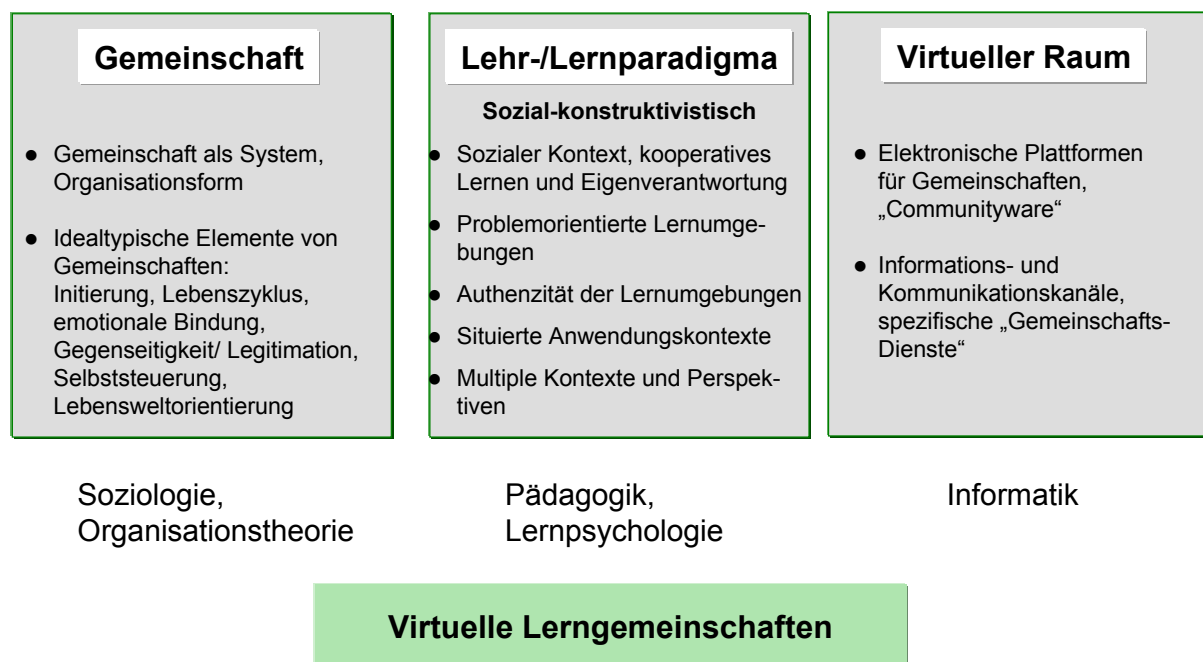 Gemeinschaft
● Gemeinschaft als System,
Organisationsform
● Idealtypische Elemente von
Gemeinschaften:
Initierung, Lebenszyklus,
emotionale Bindung,
Gegenseitigkeit/ Legitimation,
Selbststeuerung,
Lebensweltorientierung
Lehr-/Lernparadigma
Sozial-konstruktivistisch
● Sozialer Kontext, kooperatives
Lernen und Eigenverantwortung
● Problemorientierte Lernumge-
bungen
● Authenzität der Lernumgebungen
● Situierte Anwendungskontexte
● Multiple Kontexte und Perspek-
tiven
Virtueller Raum
● Elektronische Plattformen
für Gemeinschaften,
„Communityware“
● Informations- und
Kommunikationskanäle,
spezifische „Gemeinschafts-
Dienste“
Soziologie,
Organisationstheorie
Pädagogik,
Lernpsychologie
Informatik
Virtuelle Lerngemeinschaften